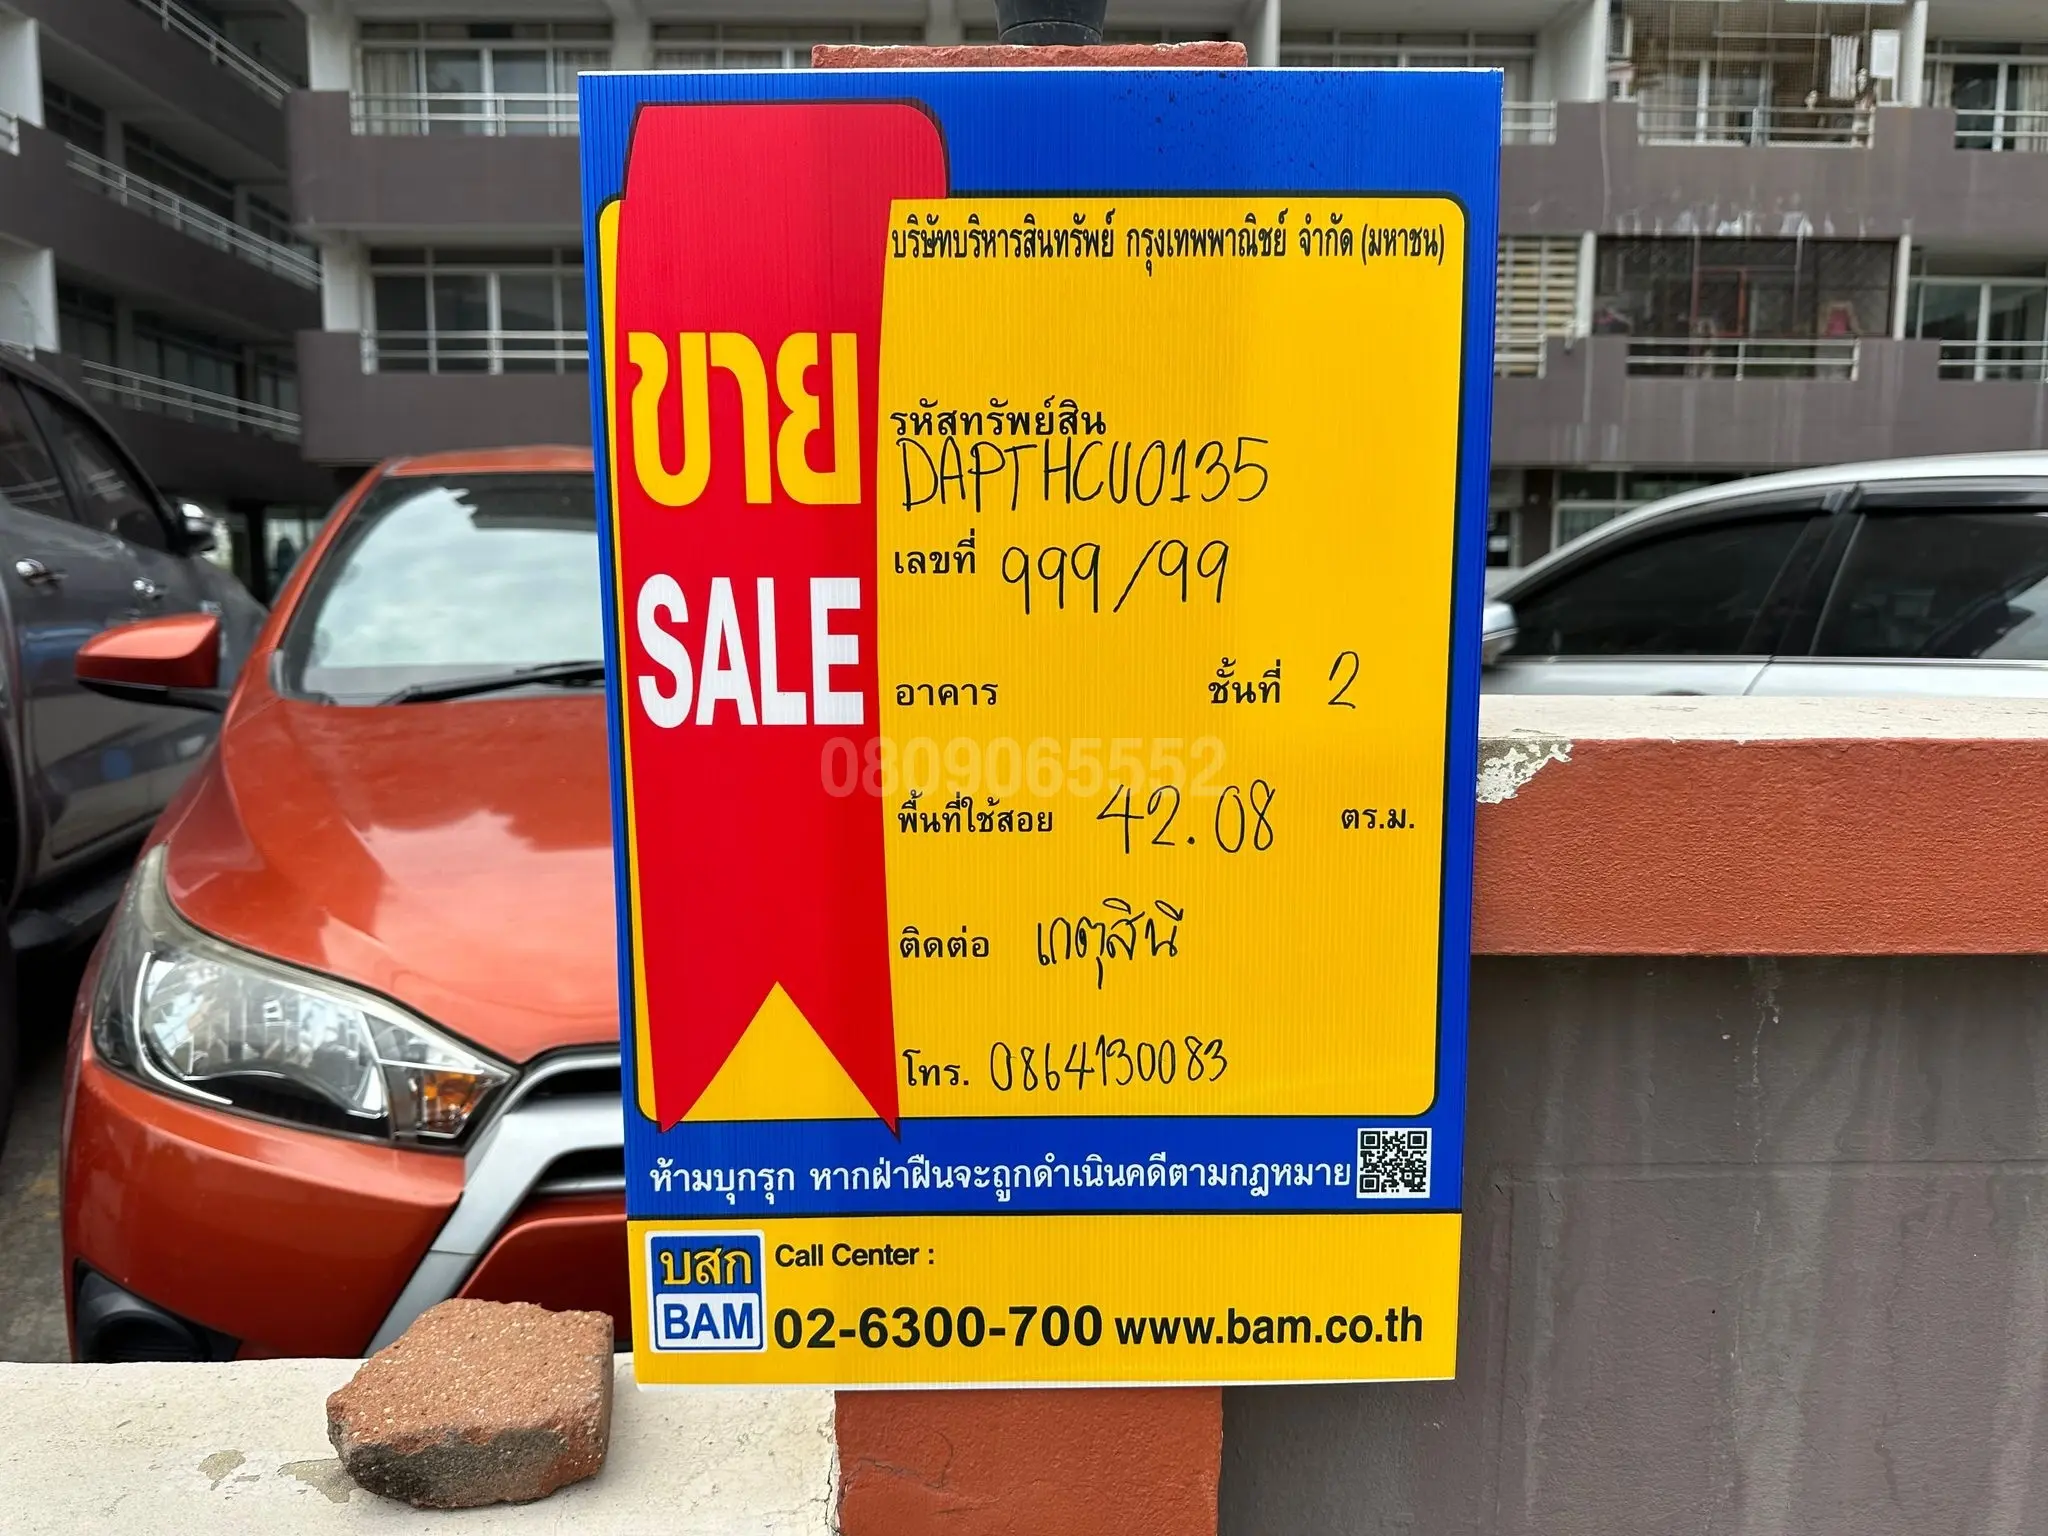 บริษัทบริหารสินทรัพย์ กรุงเทพพาณิชย์ จำกัด (มหาชน)
ขาย
SALE
รหัสทรัพย์สิน
DAPTHCU0135
เลขที่ 999/99
อาคาร ชั้นที่ 2
0809065552
พื้นที่ใช้สอย 42.08 ตร.ม.
ติดต่อ เกตุสินี
โทร. 0864130083
ห้ามบุกรุก หากฝ่าฝืนจะถูกดำเนินคดีตามกฎหมาย
บสก
BAM
Call Center :
02-6300-700 www.bam.co.th